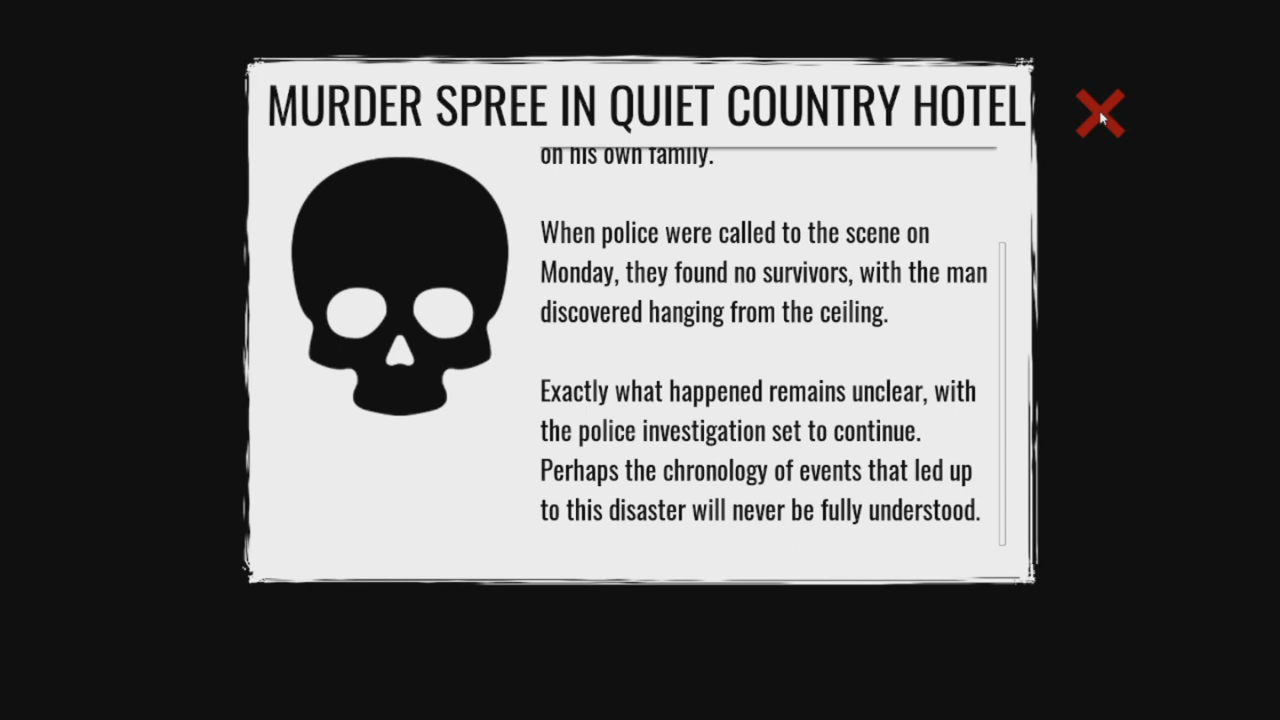 MURDER SPREE IN QUIET COUNTRY HOTEL
on his own family.
When police were called to the scene on
Monday, they found no survivors, with the man
discovered hanging from the ceiling.
Exactly what happened remains unclear, with
the police investigation set to continue.
Perhaps the chronology of events that led up
to this disaster will never be fully understood.